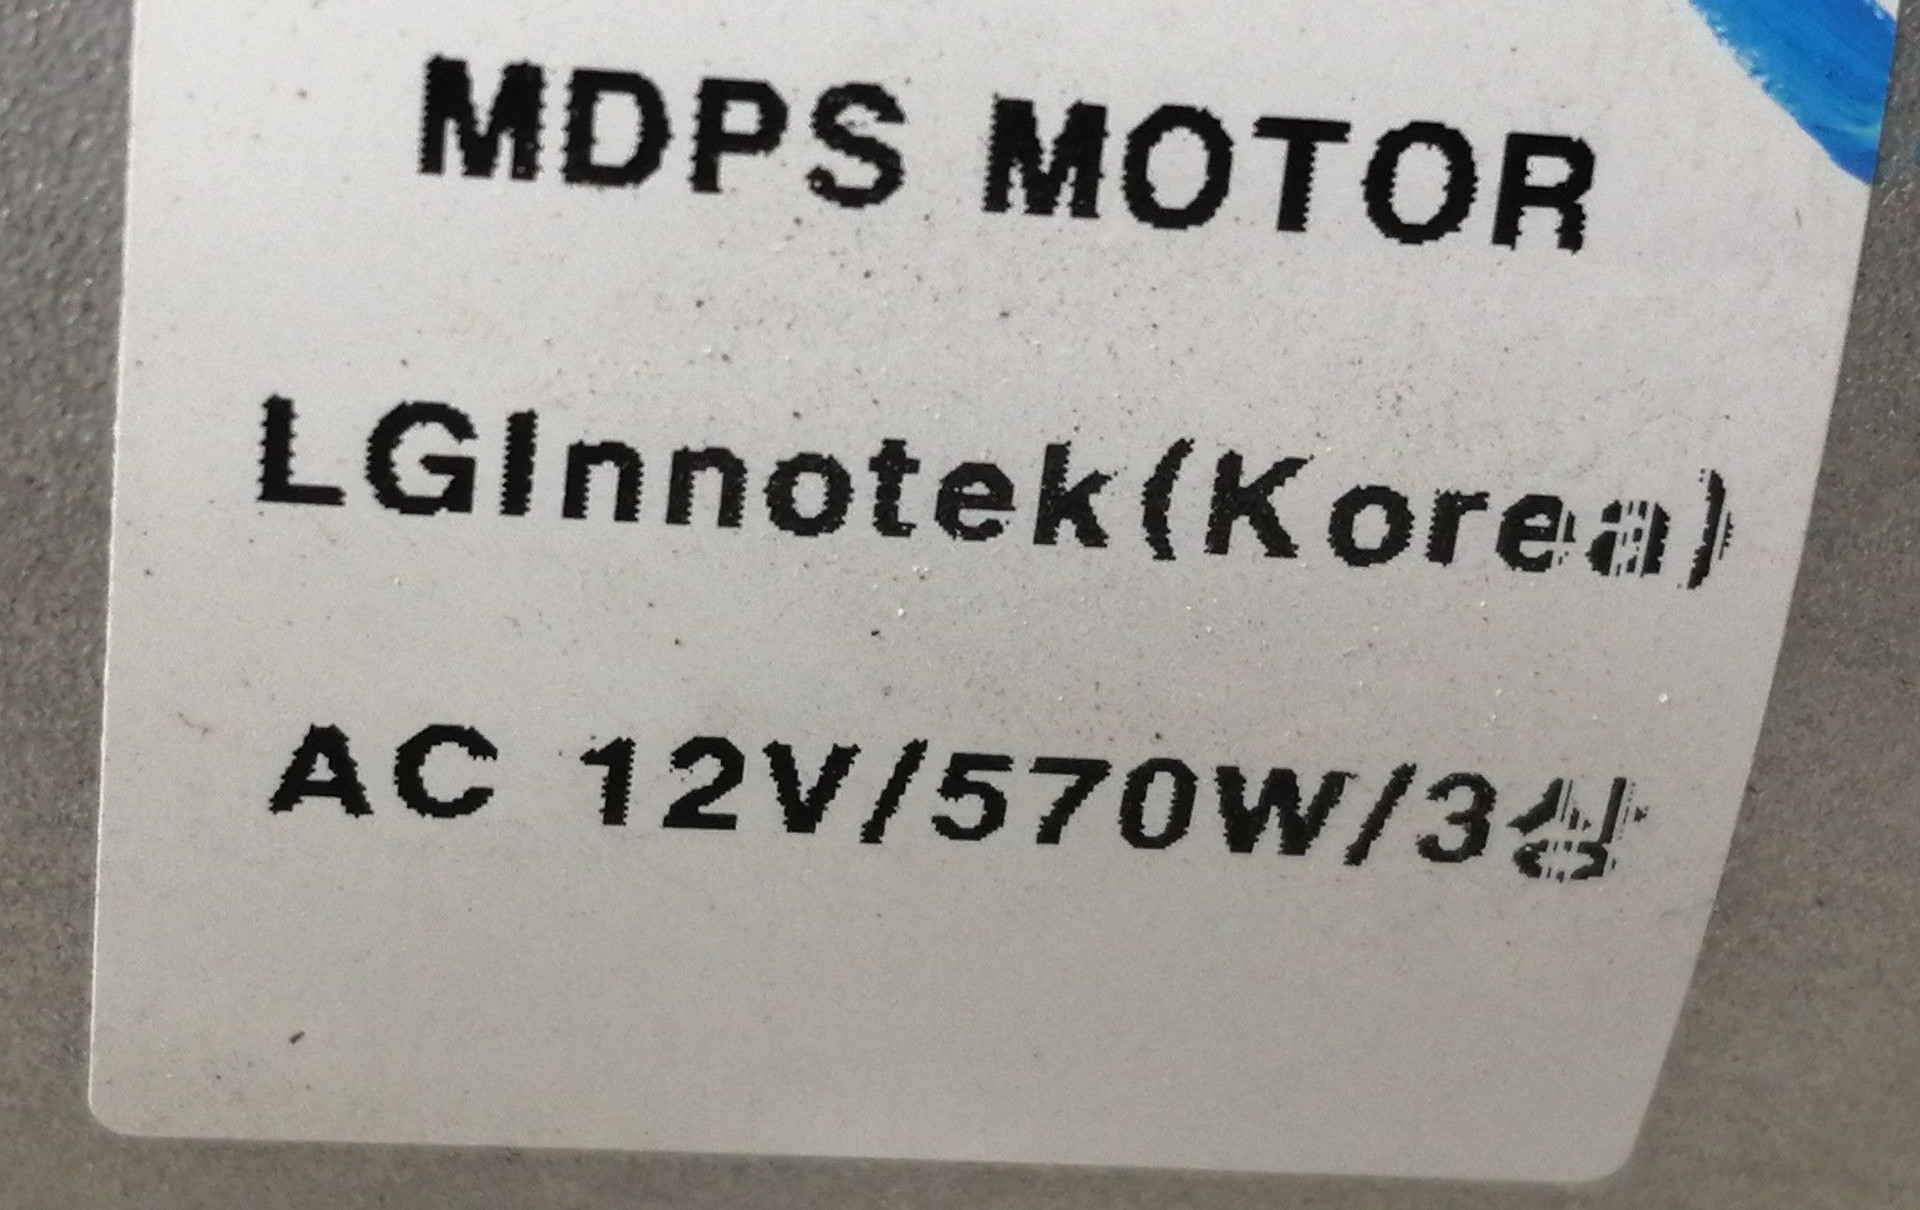 MDPS MOTOR
LGInnotek(Korea)
AC 12V/570W/3상